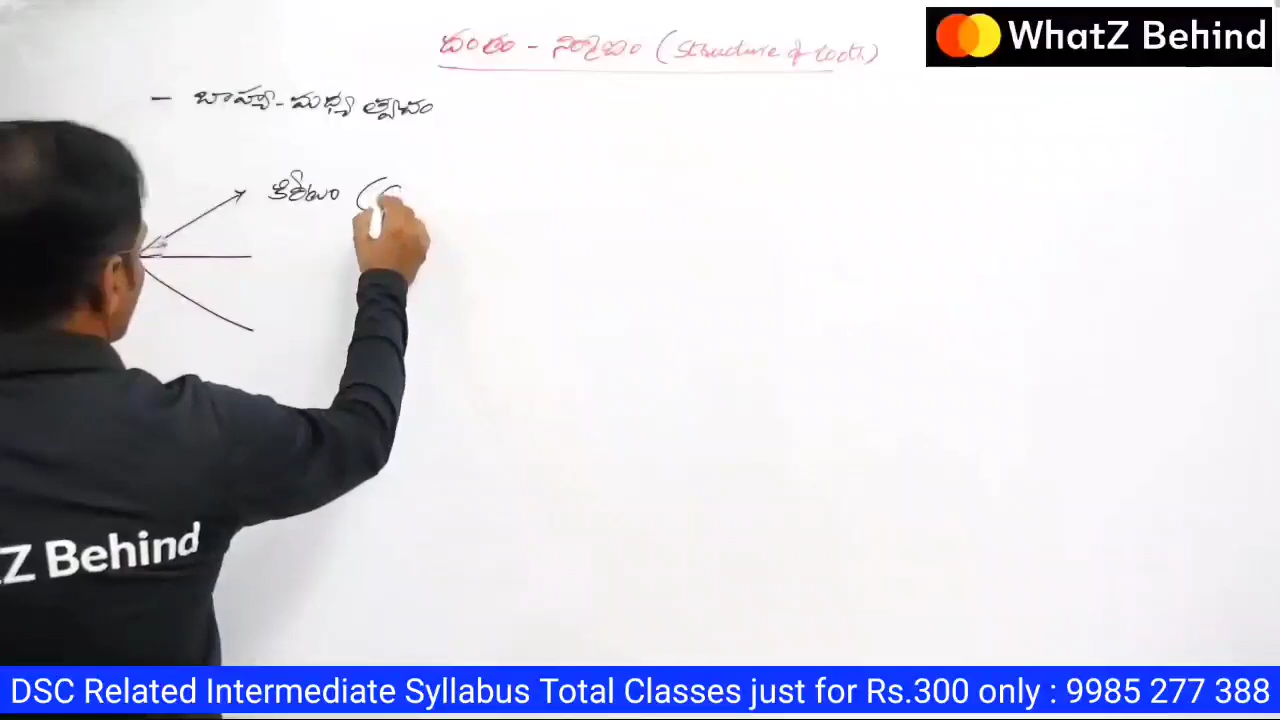 దంతం - నిర్మాణం (Structure of tooth)
WhatZ Behind
- బాహ్యా - మధ్య త్వచం
కిరీటం (C
Z Behind
DSC Related Intermediate Syllabus Total Classes just for Rs.300 only : 9985 277 388